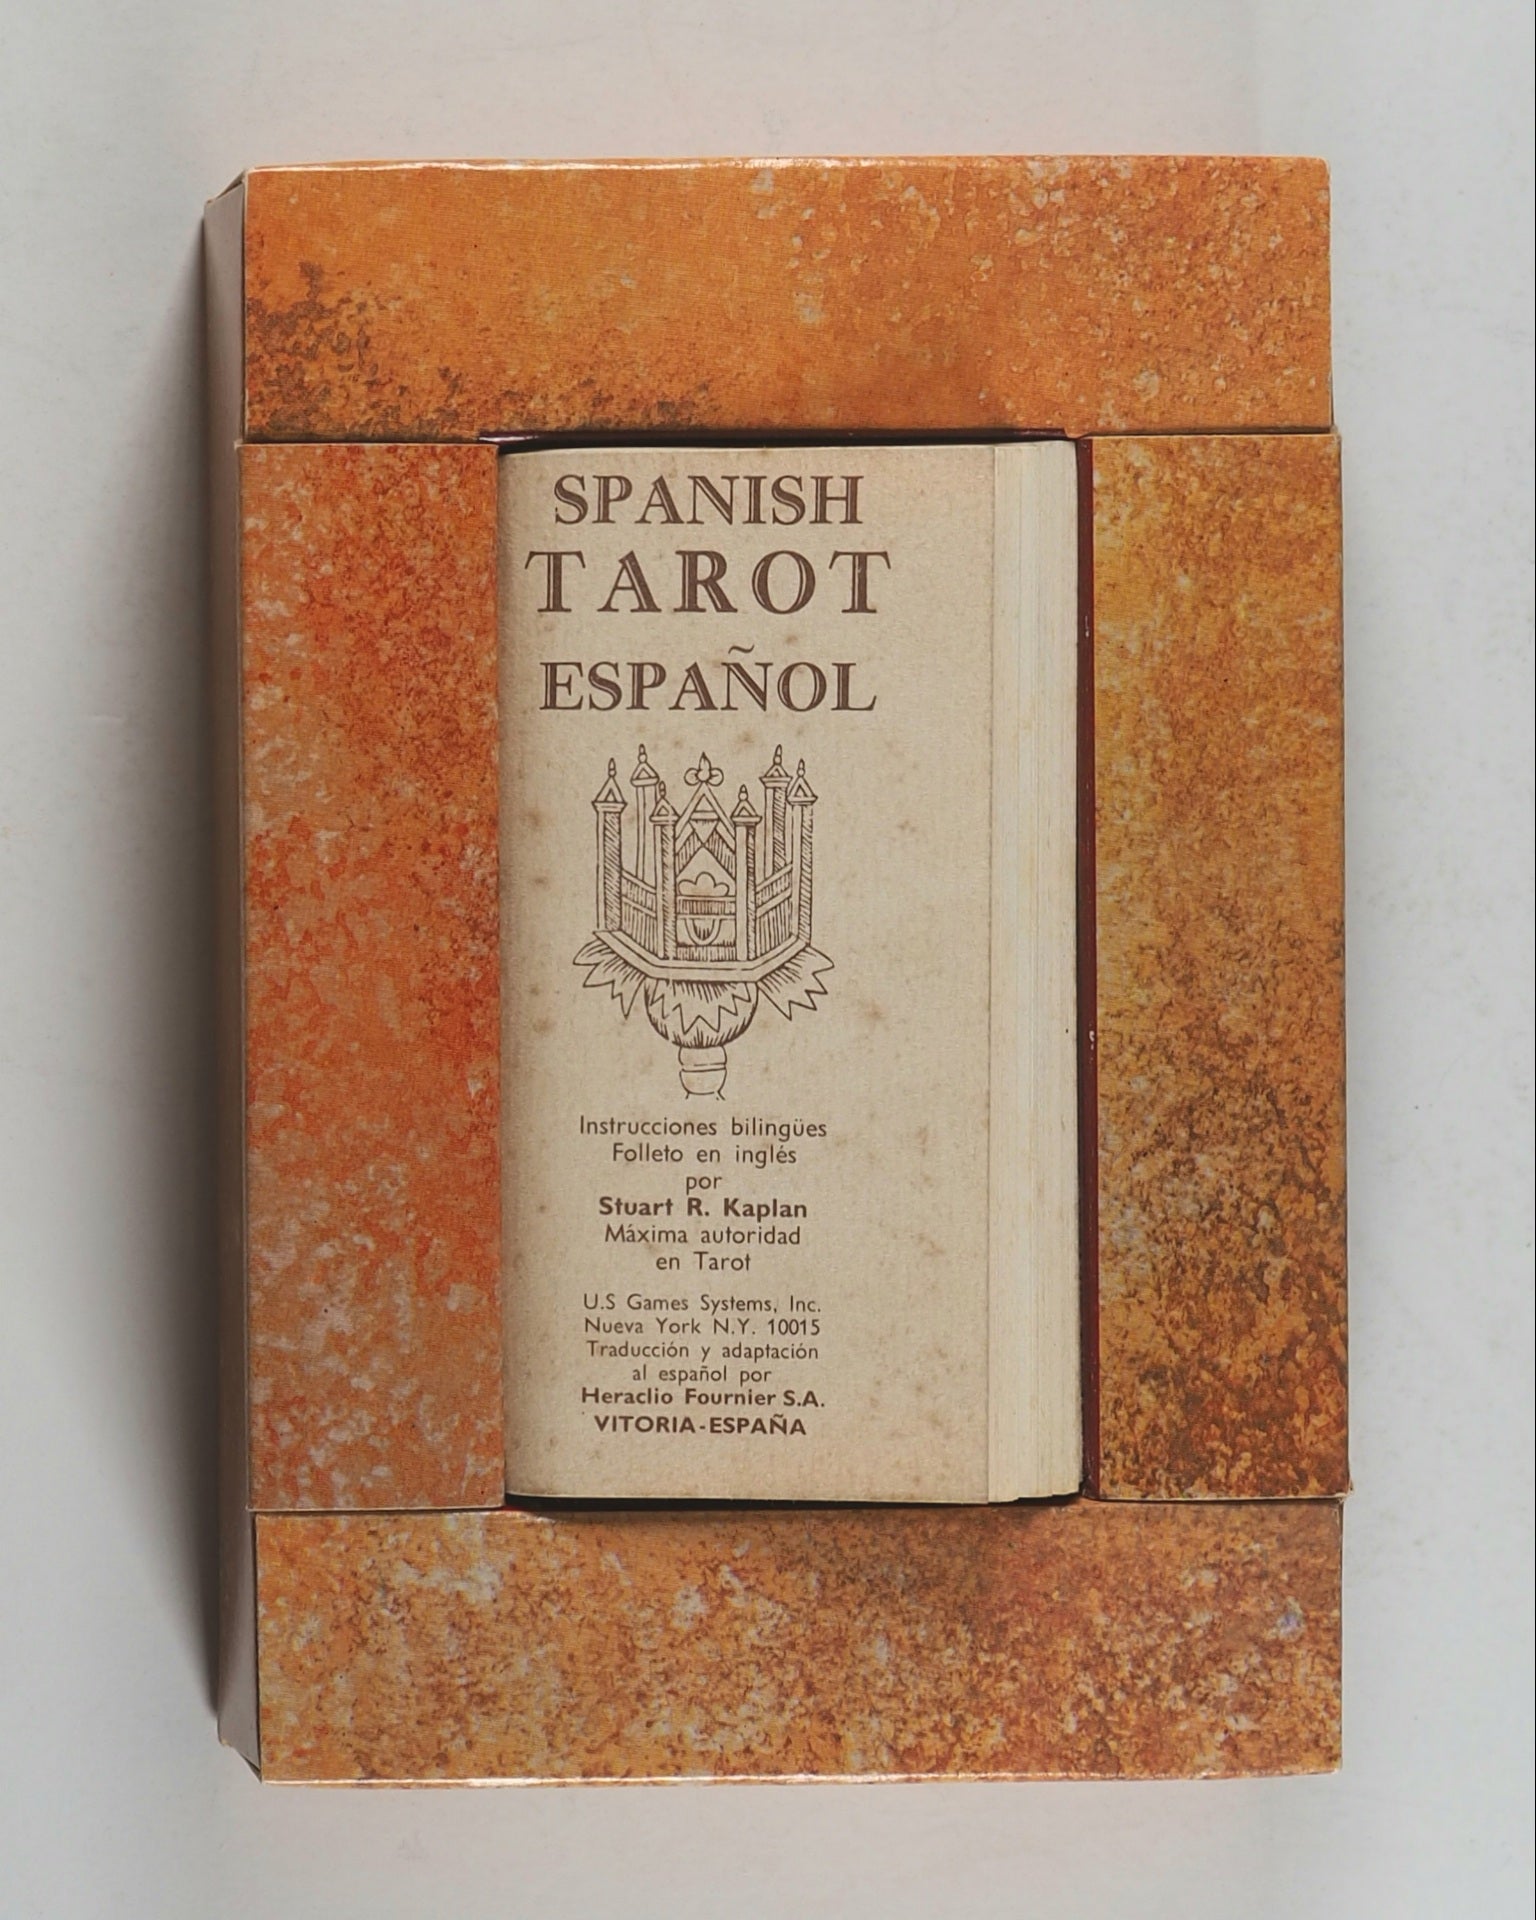 SPANISH
TAROT
ESPAÑOL
Instrucciones bilingües
Folleto en inglés
por
Stuart R. Kaplan
Máxima autoridad
en Tarot
U.S Games Systems, Inc.
Nueva York N.Y. 10015
Traducción y adaptación
al español por
Heraclio Fournier S.A.
VITORIA-ESPAÑA